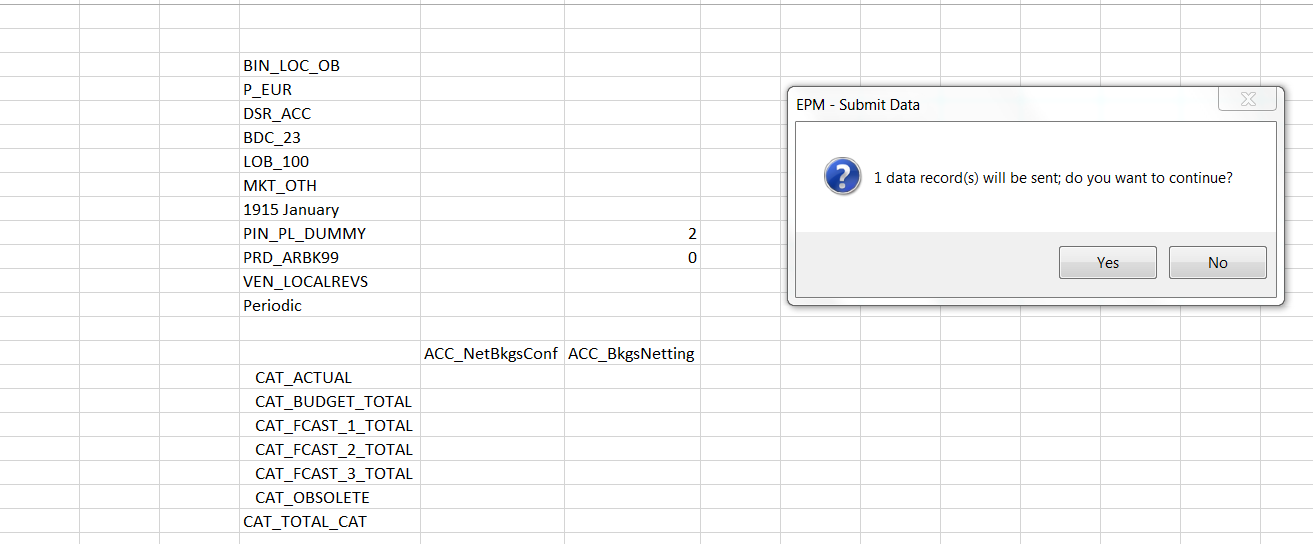 BIN_LOC_OB
P_EUR
DSR_ACC
BDC_23
LOB_100
MKT_OTH
1915 January
PIN_PL_DUMMY 2
PRD_ARBK99 0
VEN_LOCALREVS
Periodic
ACC_NetBkgsConf ACC_BkgsNetting
CAT_ACTUAL
CAT_BUDGET_TOTAL
CAT_FCAST_1_TOTAL
CAT_FCAST_2_TOTAL
CAT_FCAST_3_TOTAL
CAT_OBSOLETE
CAT_TOTAL_CAT
EPM - Submit Data
1 data record(s) will be sent; do you want to continue?
Yes No